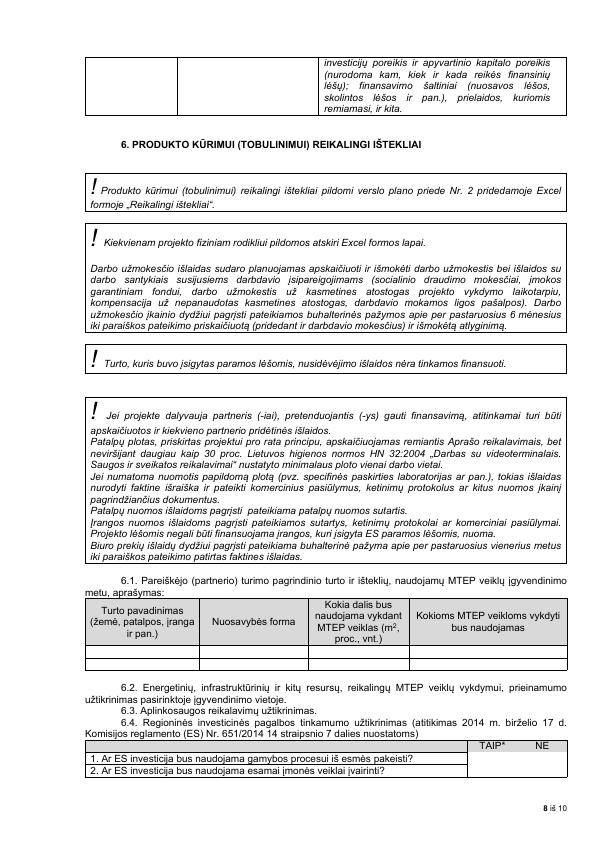 investicijų poreikis ir apyvartinio kapitalo poreikis
(nurodoma kam, kiek ir kada reikės finansinių
lėšų); finansavimo šaltiniai (nuosavos lėšos,
skolintos lėšos ir pan.), prielaidos, kuriomis
remiamasi, ir kita.
6. PRODUKTO KŪRIMUI (TOBULINIMUI) REIKALINGI IŠTEKLIAI
! Produkto kūrimui (tobulinimui) reikalingi ištekliai pildomi verslo plano priede Nr. 2 pridedamoje Excel
formoje „Reikalingi ištekliai“.
! Kiekvienam projekto fiziniam rodikliui pildomos atskiri Excel formos lapai.
Darbo užmokesčio išlaidas sudaro planuojamas apskaičiuoti ir išmokėti darbo užmokestis bei išlaidos su
darbo santykiais susijusiems darbdavio įsipareigojimams (socialinio draudimo mokesčiai, įmokos
garantiniam fondui, darbo užmokestis už kasmetines atostogas projekto vykdymo laikotarpiu,
kompensacija už nepanaudotas kasmetines atostogas, darbdavio mokamos ligos pašalpos). Darbo
užmokesčio įkainio dydžiui pagrįsti pateikiamos buhalterinės pažymos apie per pastaruosius 6 mėnesius
iki paraiškos pateikimo priskaičiuotą (pridedant ir darbdavio mokesčius) ir išmokėtą atlyginimą.
! Turto, kuris buvo įsigytas paramos lėšomis, nusidėvėjimo išlaidos nėra tinkamos finansuoti.
! Jei projekte dalyvauja partneris (-iai), pretenduojantis (-ys) gauti finansavimą, atitinkamai turi būti
apskaičiuotos ir kiekvieno partnerio pridėtinės išlaidos.
Patalpų plotas, priskirtas projektui pro rata principu, apskaičiuojamas remiantis Aprašo reikalavimais, bet
neviršijant daugiau kaip 30 proc. Lietuvos higienos normos HN 32:2004 „Darbas su videoterminalais.
Saugos ir sveikatos reikalavimai“ nustatyto minimalaus ploto vienai darbo vietai.
Jei numatoma nuomotis papildomą plotą (pvz. specifinės paskirties laboratorijas ar pan.), tokias išlaidas
nurodyti faktine išraiška ir pateikti komercinius pasiūlymus, ketinimų protokolus ar kitus nuomos įkainį
pagrindžiančius dokumentus.
Patalpų nuomos išlaidoms pagrįsti  pateikiama patalpų nuomos sutartis.
Įrangos nuomos išlaidoms pagrįsti pateikiamos sutartys, ketinimų protokolai ar komerciniai pasiūlymai.
Projekto lėšomis negali būti finansuojama įrangos, kuri įsigyta ES paramos lėšomis, nuoma.
Biuro prekių išlaidų dydžiui pagrįsti pateikiama buhalterinė pažyma apie per pastaruosius vienerius metus
iki paraiškos pateikimo patirtas faktines išlaidas.
6.1. Pareiškėjo (partnerio) turimo pagrindinio turto ir išteklių, naudojamų MTEP veiklų įgyvendinimo
metu, aprašymas:
Turto pavadinimas
(žemė, patalpos, įranga
ir pan.)
Nuosavybės forma
Kokia dalis bus
naudojama vykdant
MTEP veiklas (m²,
proc., vnt.)
Kokioms MTEP veikloms vykdyti
bus naudojamas
6.2. Energetinių, infrastruktūrinių ir kitų resursų, reikalingų MTEP veiklų vykdymui, prieinamumo
užtikrinimas pasirinktoje įgyvendinimo vietoje.
6.3. Aplinkosaugos reikalavimų užtikrinimas.
6.4. Regioninės investicinės pagalbos tinkamumo užtikrinimas (atitikimas 2014 m. birželio 17 d.
Komisijos reglamento (ES) Nr. 651/2014 14 straipsnio 7 dalies nuostatoms)
TAIP* NE
1. Ar ES investicija bus naudojama gamybos procesui iš esmės pakeisti?
2. Ar ES investicija bus naudojama esamai įmonės veiklai įvairinti?
8 iš 10